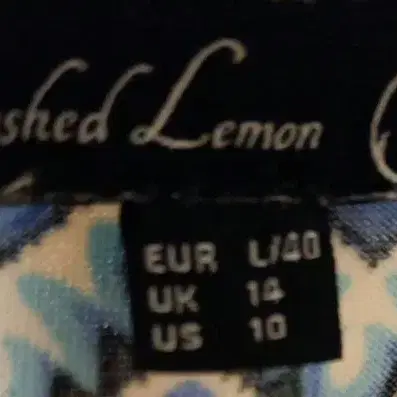 shed Lemon
EUR L/40
UK 14
US 10